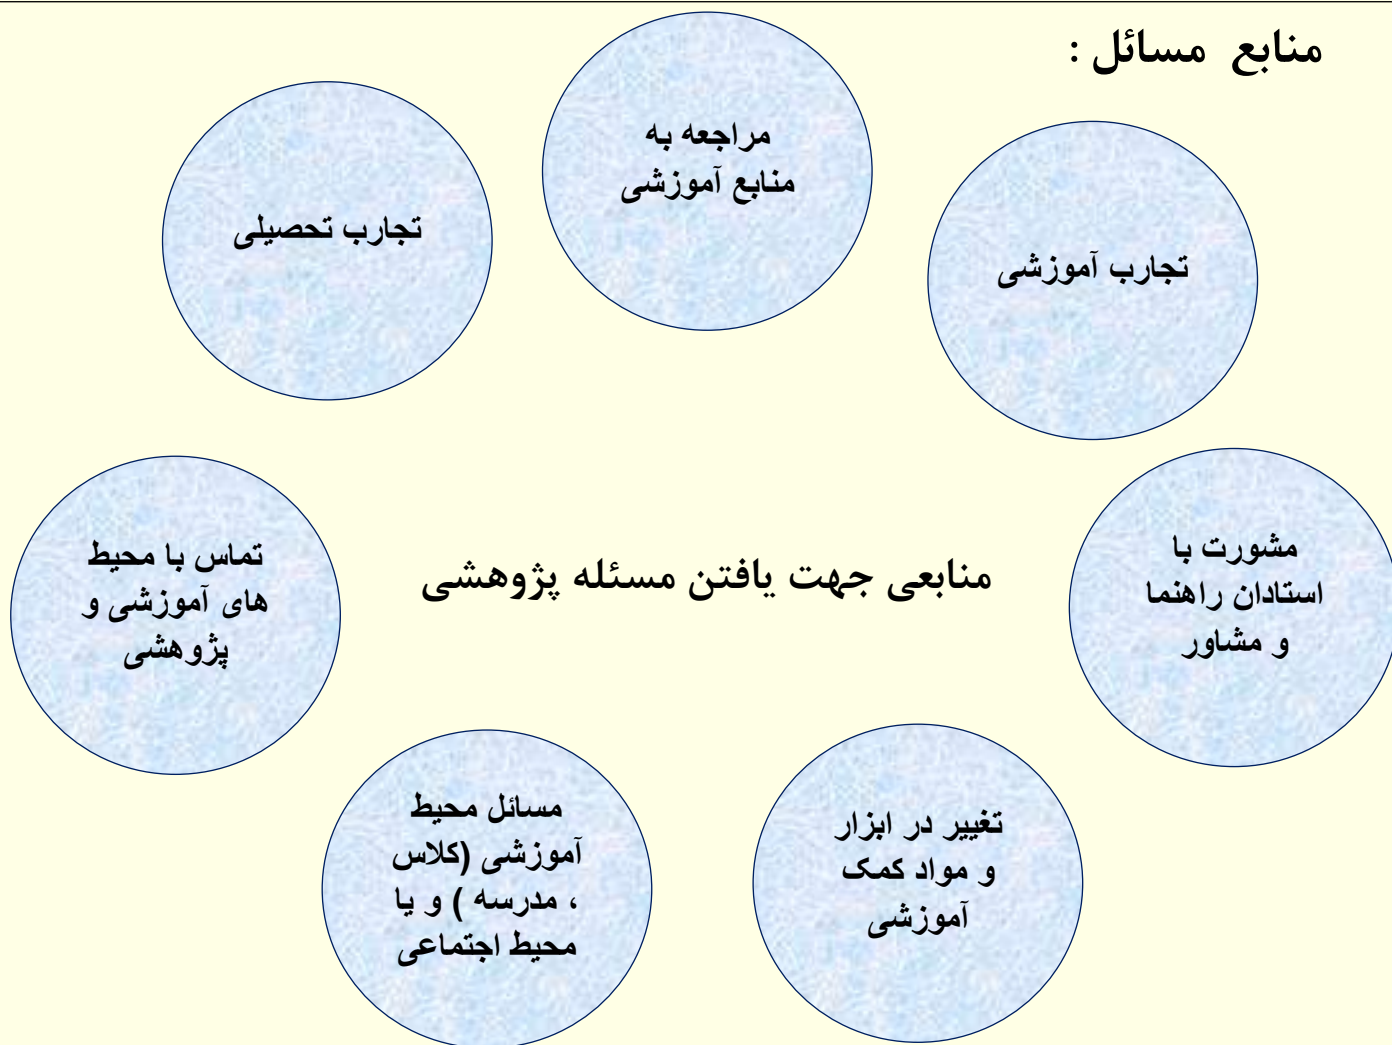 منابع مسائل :
مراجعه به
منابع آموزشی
تجارب آموزشی
تجارب تحصیلی
منابعی جهت یافتن مسئله پژوهشی
مشورت با
استادان راهنما
و مشاور
تماس با محیط
های آموزشی و
پژوهشی
تغییر در ابزار
و مواد کمک
آموزشی
مسائل محیط
آموزشی (کلاس
، مدرسه ) و یا
محیط اجتماعی